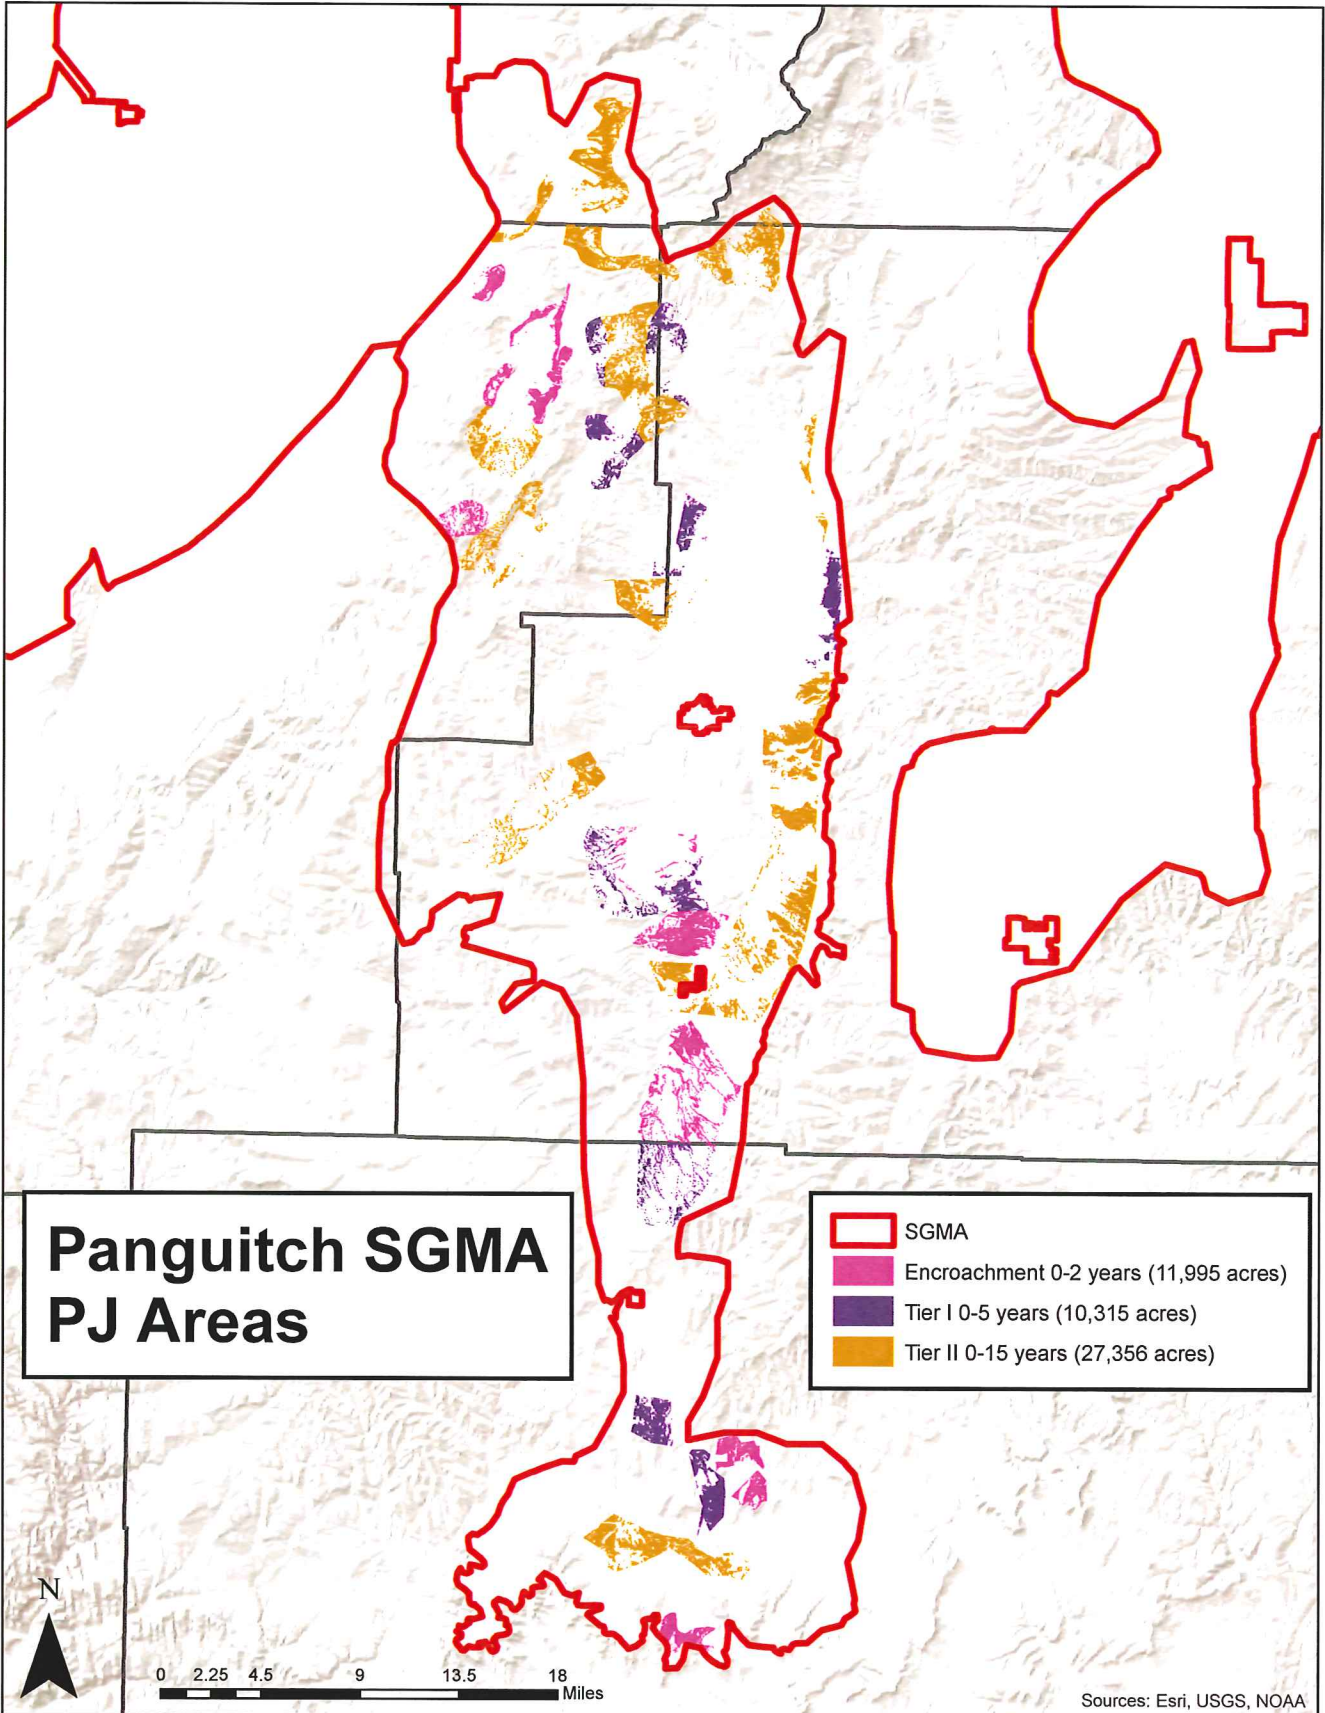 Panguitch SGMA
PJ Areas
SGMA
Encroachment 0-2 years (11,995 acres)
Tier I 0-5 years (10,315 acres)
Tier II 0-15 years (27,356 acres)
N
0 2.25 4.5 9 13.5 18
Miles
Sources: Esri, USGS, NOAA